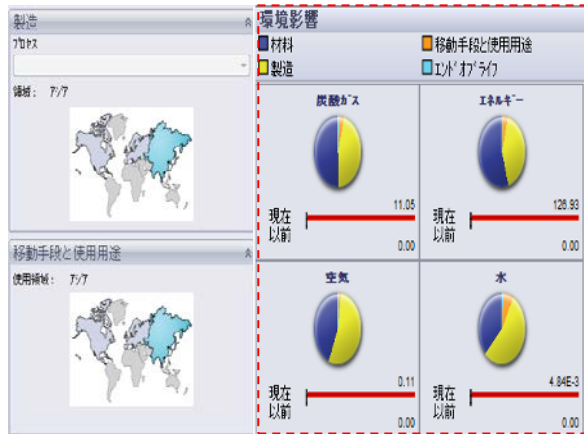 製造
プロセス
領域： アジア
移動手段と使用用途
使用領域： アジア
環境影響
材料
移動手段と使用用途
製造
エンドオブライフ
炭酸ガス
現在
以前
11.05
0.00
エネルギー
現在
以前
126.93
0.00
空気
現在
以前
0.11
0.00
水
現在
以前
4.84E-3
0.00